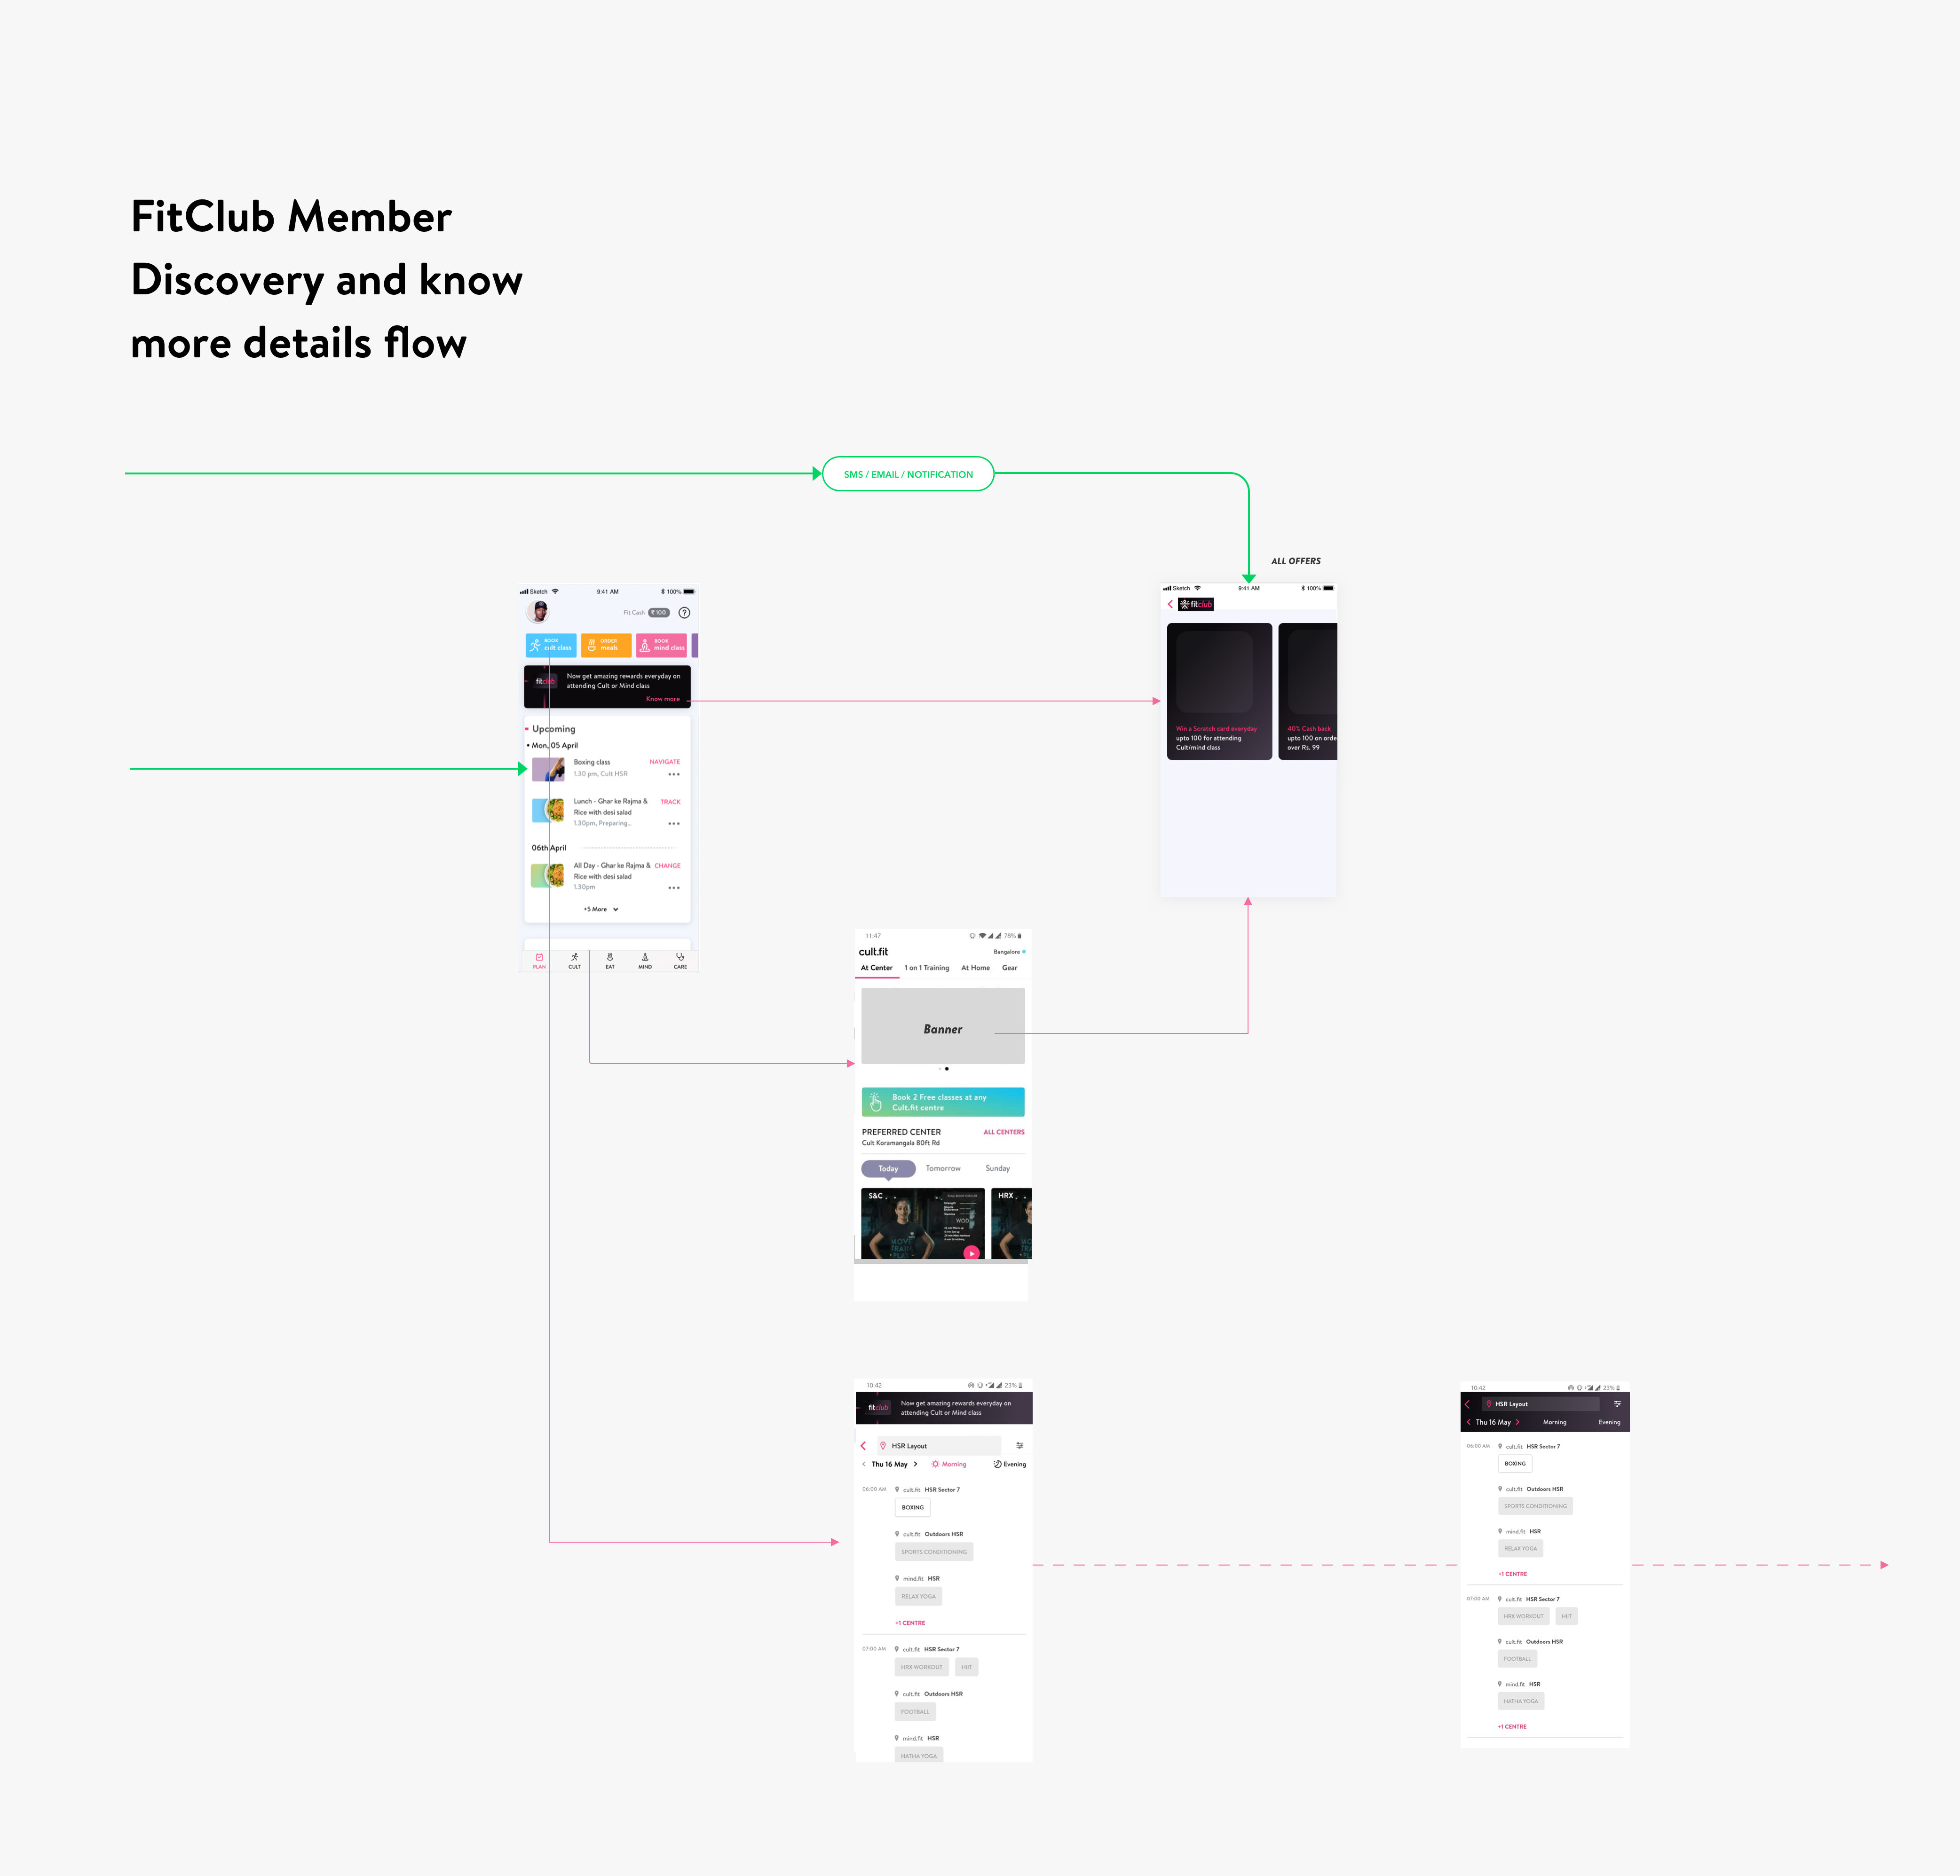 FitClub Member
Discovery and know
more details flow
SMS / EMAIL / NOTIFICATION
ALL OFFERS
Sketch 9:41 AM 100%
Fit Cash ₹ 100 ?
BOOK
cult class
ORDER
meals
BOOK
mind class
fitclub
Now get amazing rewards everyday on
attending Cult or Mind class
Know more
Upcoming
Mon, 05 April
Boxing class NAVIGATE
1.30 pm, Cult HSR
Lunch - Ghar ke Rajma & TRACK
Rice with desi salad
1.30pm, Preparing..
06th April
All Day - Ghar ke Rajma & CHANGE
Rice with desi salad
1.30pm
+5 More
PLAN CULT EAT MIND CARE
Sketch 9:41 AM 100%
fitclub
Win a Scratch card everyday
upto 100 for attending
Cult/mind class
40% Cash back
upto 100 on orde
over Rs. 99
11:47 78%
cult.fit Bangalore
At Center 1 on 1 Training At Home Gear
Banner
Book 2 Free classes at any
Cult.fit centre
PREFERRED CENTER ALL CENTERS
Cult Koramangala 80ft Rd
Today Tomorrow Sunday
S&C HRX
WOD
MOVE
TRAIN
10:42 23%
fitclub
Now get amazing rewards everyday on
attending Cult or Mind class
HSR Layout
Thu 16 May Morning Evening
06:00 AM cult.fit HSR Sector 7
BOXING
cult.fit Outdoors HSR
SPORTS CONDITIONING
mind.fit HSR
RELAX YOGA
+1 CENTRE
07:00 AM cult.fit HSR Sector 7
HRX WORKOUT HIIT
cult.fit Outdoors HSR
FOOTBALL
mind.fit HSR
HATHA YOGA
10:42 23%
HSR Layout
Thu 16 May Morning Evening
06:00 AM cult.fit HSR Sector 7
BOXING
cult.fit Outdoors HSR
SPORTS CONDITIONING
mind.fit HSR
RELAX YOGA
+1 CENTRE
07:00 AM cult.fit HSR Sector 7
HRX WORKOUT HIIT
cult.fit Outdoors HSR
FOOTBALL
mind.fit HSR
HATHA YOGA
+1 CENTRE